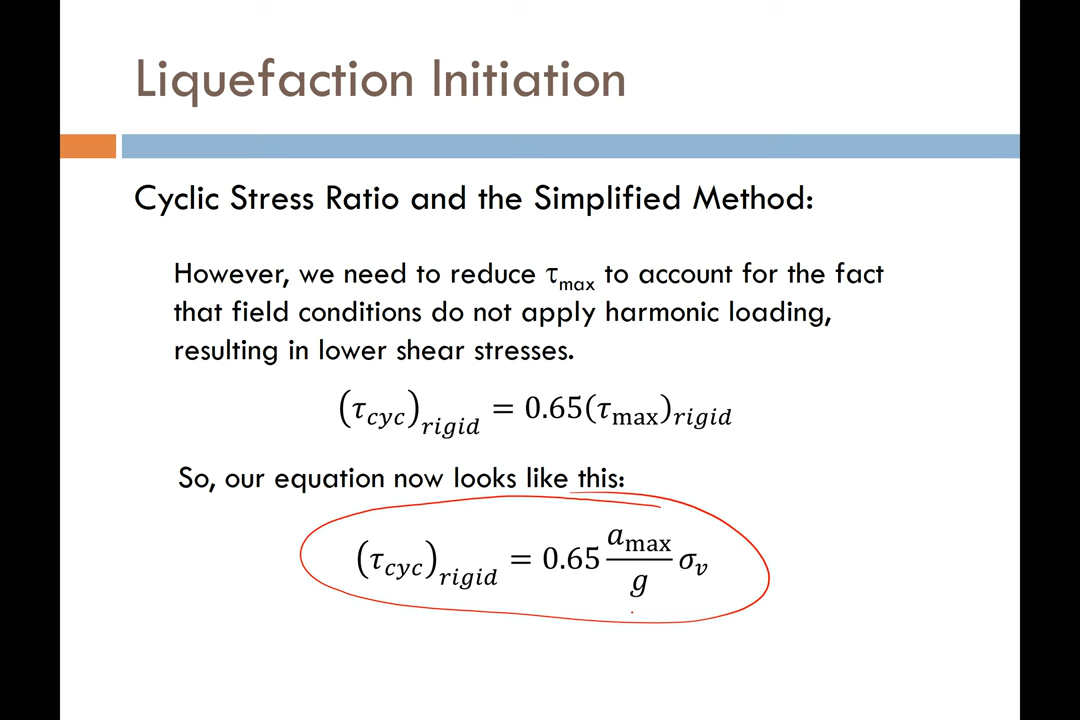 Liquefaction Initiation
Cyclic Stress Ratio and the Simplified Method:
However, we need to reduce τmax to account for the fact
that field conditions do not apply harmonic loading,
resulting in lower shear stresses.
(τcyc)rigid = 0.65(τmax)rigid
So, our equation now looks like this:
(τcyc)rigid = 0.65 amax/g σv